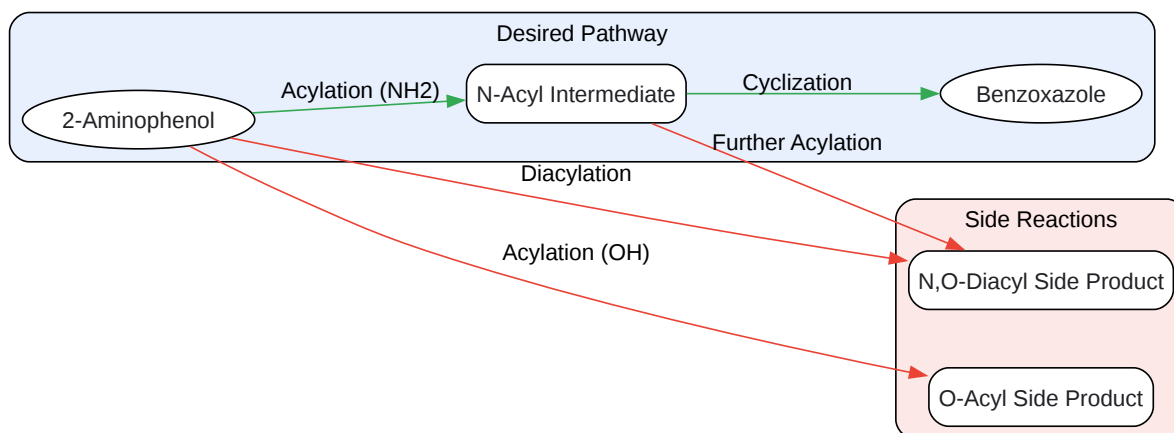 Desired Pathway
Acylation (NH2)
2-Aminophenol
N-Acyl Intermediate
Cyclization
Benzoxazole
Further Acylation
Diacylation
Acylation (OH)
Side Reactions
N,O-Diacyl Side Product
O-Acyl Side Product